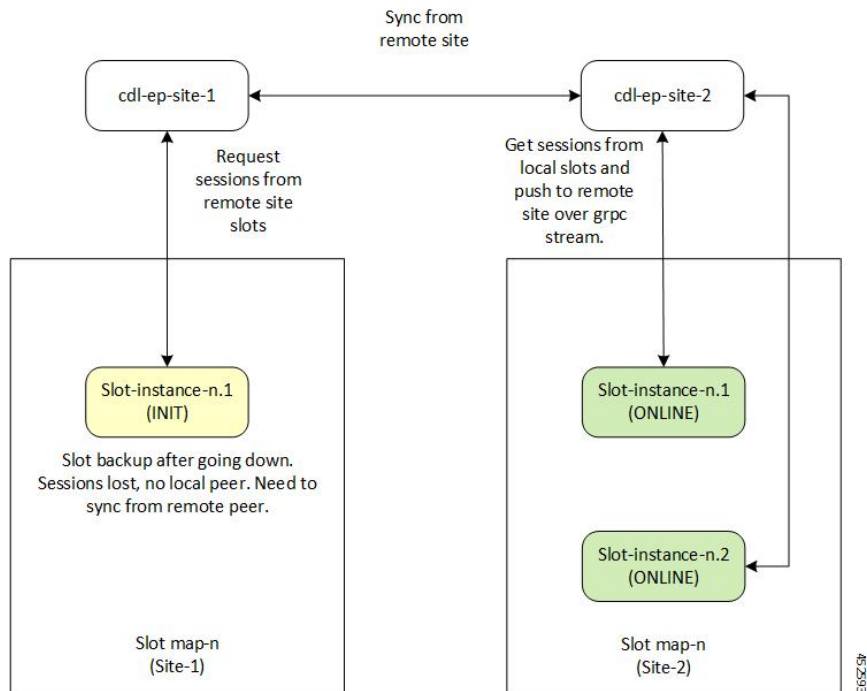 Sync from
remote site
cdl-ep-site-1
cdl-ep-site-2
Request
sessions from
remote site
slots
Get sessions from
local slots and
push to remote
site over grpc
stream.
Slot-instance-n.1
(INIT)
Slot backup after going down.
Sessions lost, no local peer. Need to
sync from remote peer.
Slot map-n
(Site-1)
Slot-instance-n.1
(ONLINE)
Slot-instance-n.2
(ONLINE)
Slot map-n
(Site-2)
452593